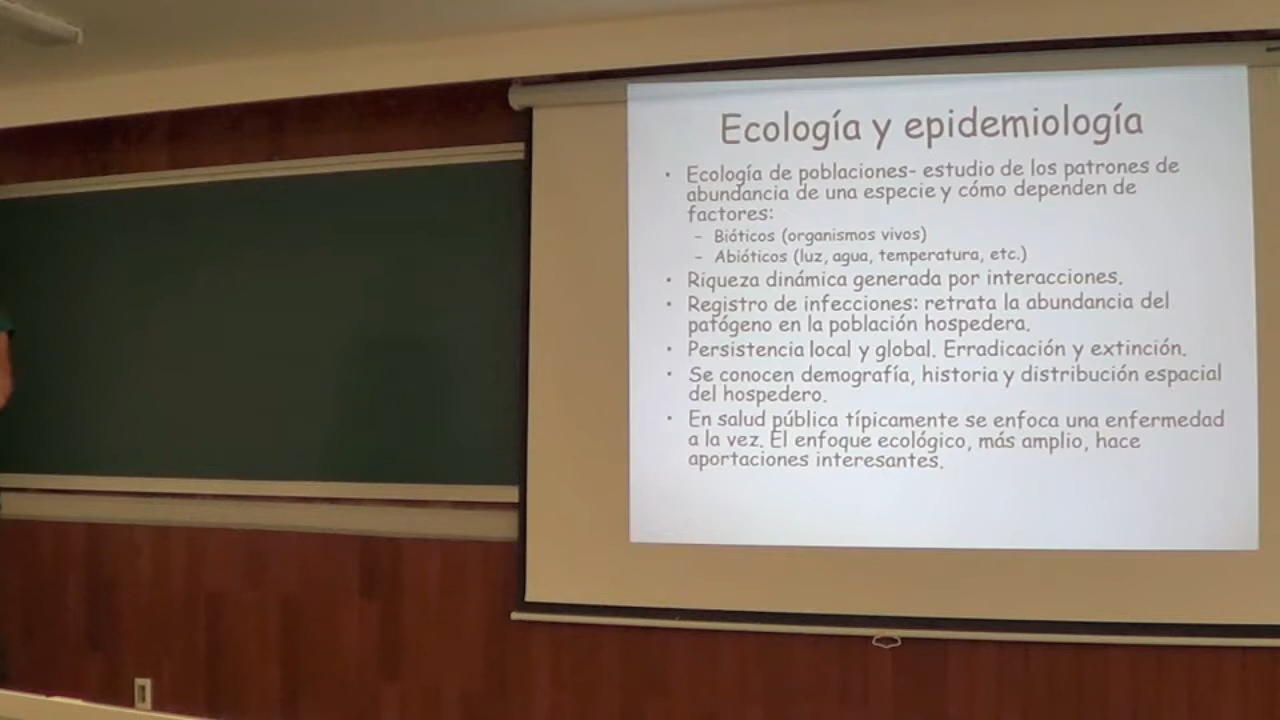 Ecología y epidemiología
• Ecología de poblaciones- estudio de los patrones de
abundancia de una especie y cómo dependen de
factores:
– Bióticos (organismos vivos)
– Abióticos (luz, agua, temperatura, etc.)
• Riqueza dinámica generada por interacciones.
• Registro de infecciones: retrata la abundancia del
patógeno en la población hospedera.
• Persistencia local y global. Erradicación y extinción.
• Se conocen demografía, historia y distribución espacial
del hospedero.
• En salud pública típicamente se enfoca una enfermedad
a la vez. El enfoque ecológico, más amplio, hace
aportaciones interesantes.